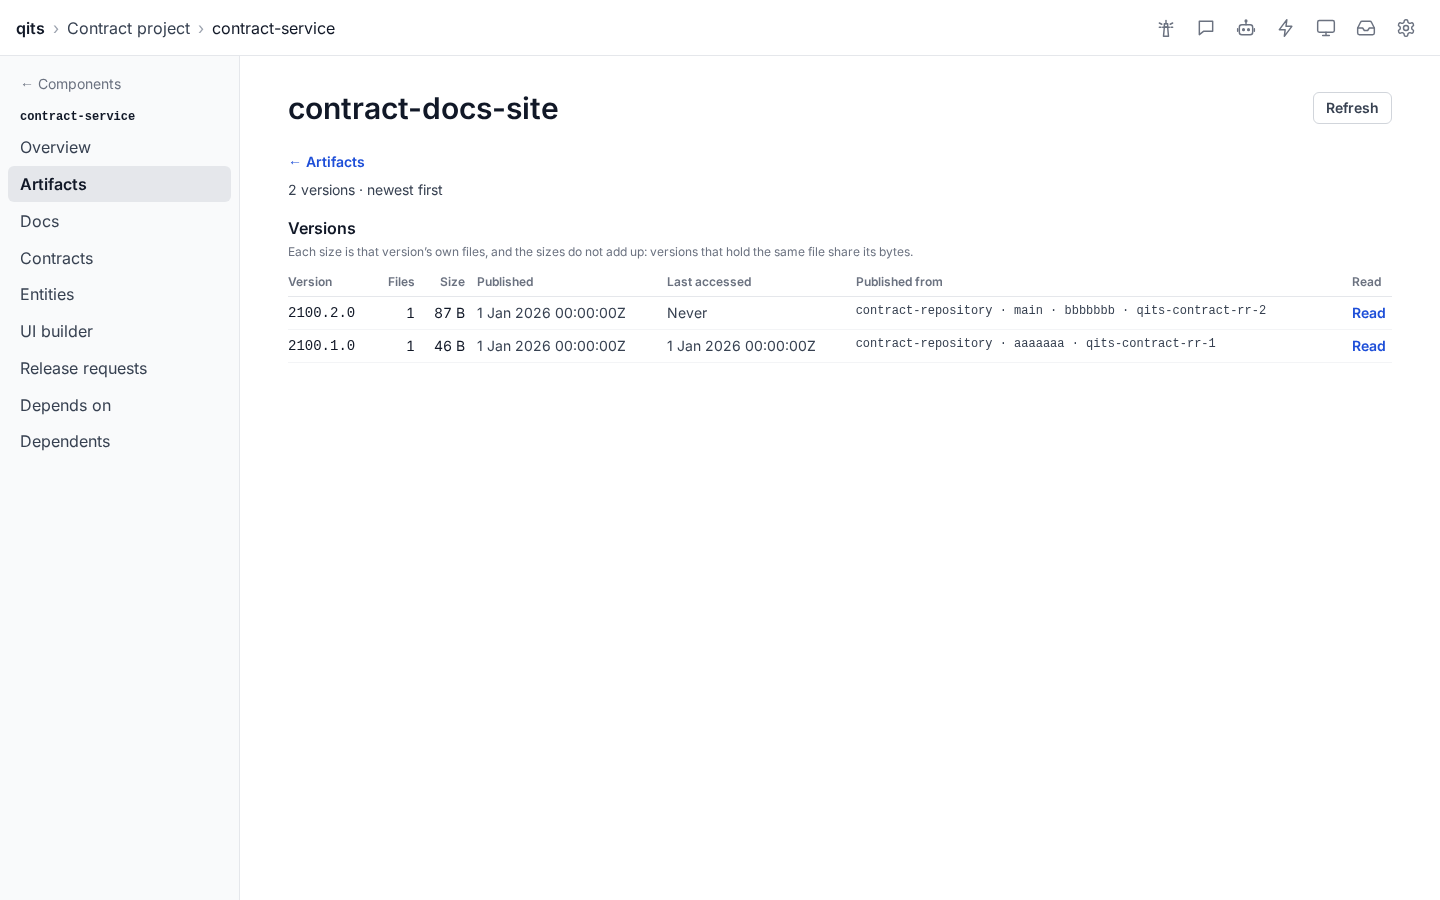 qits › Contract project › contract-service
← Components
contract-service
Overview
Artifacts
Docs
Contracts
Entities
UI builder
Release requests
Depends on
Dependents
contract-docs-site
Refresh
← Artifacts
2 versions · newest first
Versions
Each size is that version’s own files, and the sizes do not add up: versions that hold the same file share its bytes.
Version Files Size Published Last accessed Published from Read
2100.2.0 1 87 B 1 Jan 2026 00:00:00Z Never contract-repository · main · bbbbbbb · qits-contract-rr-2 Read
2100.1.0 1 46 B 1 Jan 2026 00:00:00Z 1 Jan 2026 00:00:00Z contract-repository · aaaaaaa · qits-contract-rr-1 Read